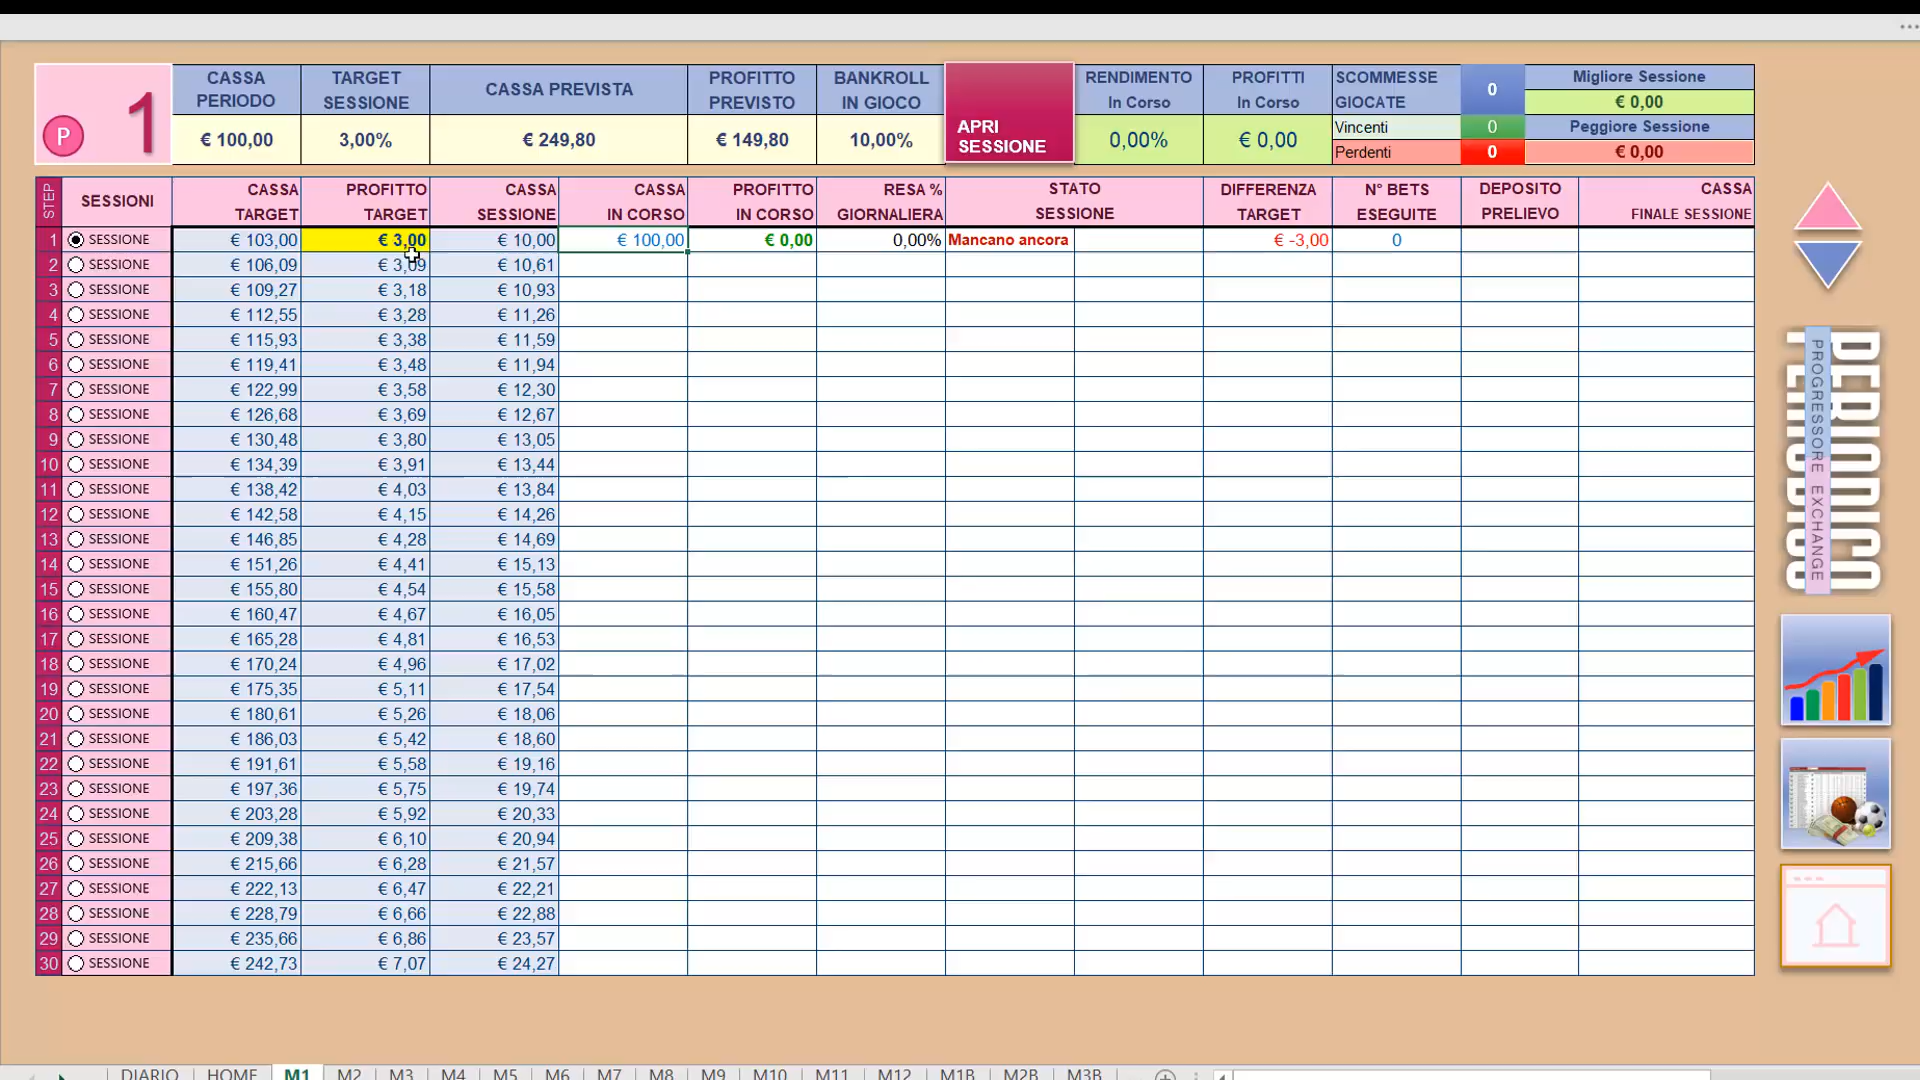 P 1
CASSA PERIODO
€ 100,00
TARGET SESSIONE
3,00%
CASSA PREVISTA
€ 249,80
PROFITTO PREVISTO
€ 149,80
BANKROLL IN GIOCO
10,00%
APRI SESSIONE
RENDIMENTO In Corso
0,00%
PROFITTI In Corso
€ 0,00
SCOMMESSE GIOCATE 0
Vincenti 0
Perdenti 0
Migliore Sessione
€ 0,00
Peggiore Sessione
€ 0,00
STEP SESSIONI CASSA TARGET PROFITTO TARGET CASSA SESSIONE CASSA IN CORSO PROFITTO IN CORSO RESA % GIORNALIERA STATO SESSIONE DIFFERENZA TARGET N° BETS ESEGUITE DEPOSITO PRELIEVO CASSA FINALE SESSIONE
1 SESSIONE € 103,00 € 3,00 € 10,00 € 100,00 € 0,00 0,00% Mancano ancora € -3,00 0
2 SESSIONE € 106,09 € 3,09 € 10,61
3 SESSIONE € 109,27 € 3,18 € 10,93
4 SESSIONE € 112,55 € 3,28 € 11,26
5 SESSIONE € 115,93 € 3,38 € 11,59
6 SESSIONE € 119,41 € 3,48 € 11,94
7 SESSIONE € 122,99 € 3,58 € 12,30
8 SESSIONE € 126,68 € 3,69 € 12,67
9 SESSIONE € 130,48 € 3,80 € 13,05
10 SESSIONE € 134,39 € 3,91 € 13,44
11 SESSIONE € 138,42 € 4,03 € 13,84
12 SESSIONE € 142,58 € 4,15 € 14,26
13 SESSIONE € 146,85 € 4,28 € 14,69
14 SESSIONE € 151,26 € 4,41 € 15,13
15 SESSIONE € 155,80 € 4,54 € 15,58
16 SESSIONE € 160,47 € 4,67 € 16,05
17 SESSIONE € 165,28 € 4,81 € 16,53
18 SESSIONE € 170,24 € 4,96 € 17,02
19 SESSIONE € 175,35 € 5,11 € 17,54
20 SESSIONE € 180,61 € 5,26 € 18,06
21 SESSIONE € 186,03 € 5,42 € 18,60
22 SESSIONE € 191,61 € 5,58 € 19,16
23 SESSIONE € 197,36 € 5,75 € 19,74
24 SESSIONE € 203,28 € 5,92 € 20,33
25 SESSIONE € 209,38 € 6,10 € 20,94
26 SESSIONE € 215,66 € 6,28 € 21,57
27 SESSIONE € 222,13 € 6,47 € 22,21
28 SESSIONE € 228,79 € 6,66 € 22,88
29 SESSIONE € 235,66 € 6,86 € 23,57
30 SESSIONE € 242,73 € 7,07 € 24,27
PERIODICO
PROGRESSORE EXCHANGE
DIARIO HOME M1 M2 M3 M4 M5 M6 M7 M8 M9 M10 M11 M12 M1B M2B M3B